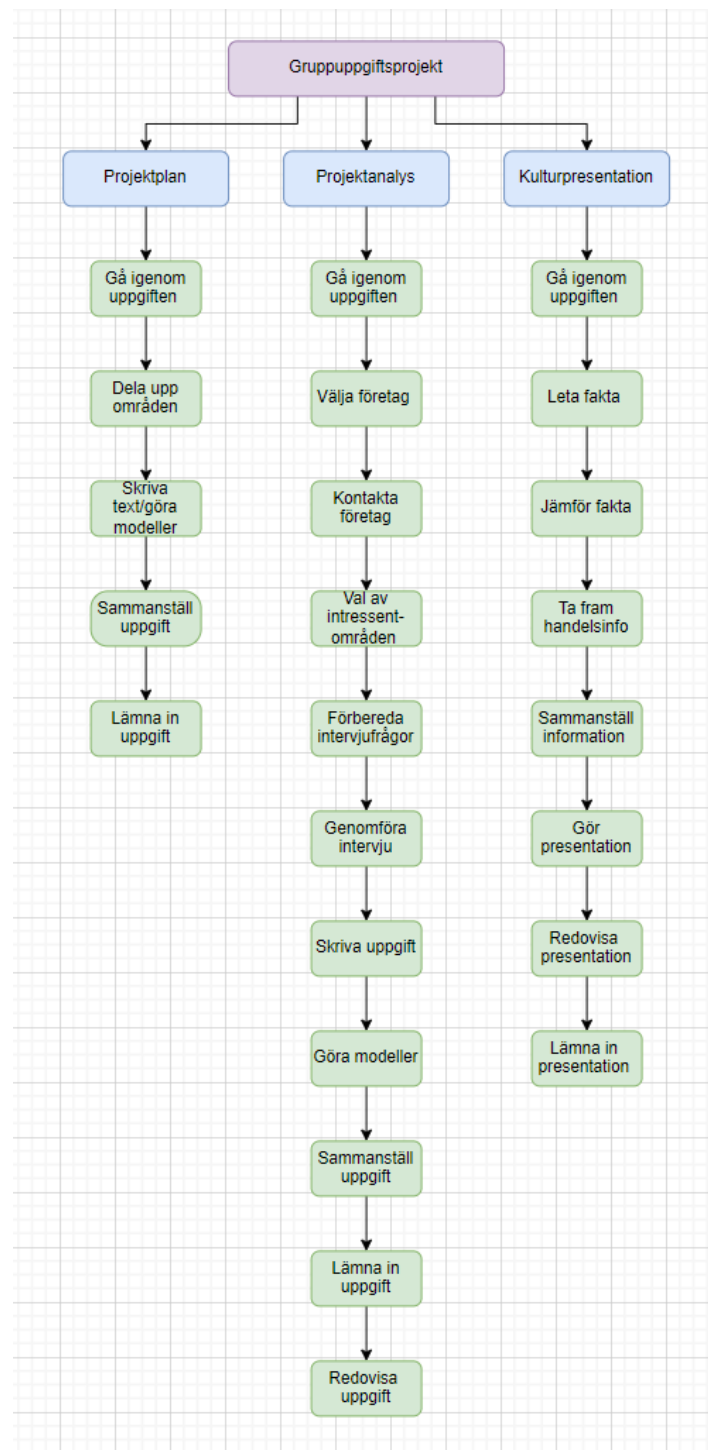 Gruppuppgiftsprojekt
Projektplan
Projektanalys
Kulturpresentation
Gå igenom
uppgiften
Gå igenom
uppgiften
Gå igenom
uppgiften
Dela upp
områden
Välja företag
Leta fakta
Skriva
text/göra
modeller
Kontakta
företag
Jämför fakta
Sammanställ
uppgift
Val av
intressent-
områden
Ta fram
handelsinfo
Lämna in
uppgift
Förbereda
intervjufrågor
Sammanställ
information
Genomföra
intervju
Gör
presentation
Skriva uppgift
Redovisa
presentation
Göra modeller
Lämna in
presentation
Sammanställ
uppgift
Lämna in
uppgift
Redovisa
uppgift